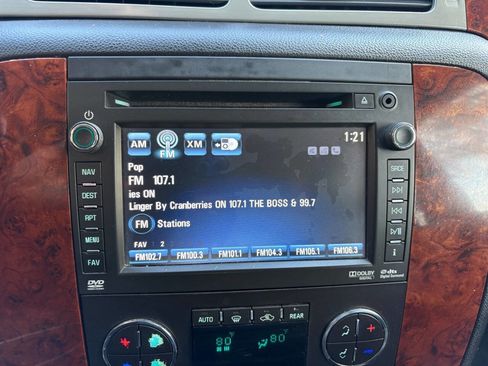 AM FM XM
1:21
Pop
FM 107.1
ies ON
Linger By Cranberries ON 107.1 THE BOSS & 99.7
FM Stations
FAV : 2
FM102.7 FM100.3 FM101.1 FM104.3 FM105.1 FM106.3
NAV
DEST
RPT
MENU
FAV
SRCE
i
DVD
DOLBY
DIGITAL
dts
Digital Surround
AUTO REAR
80°F 80°F